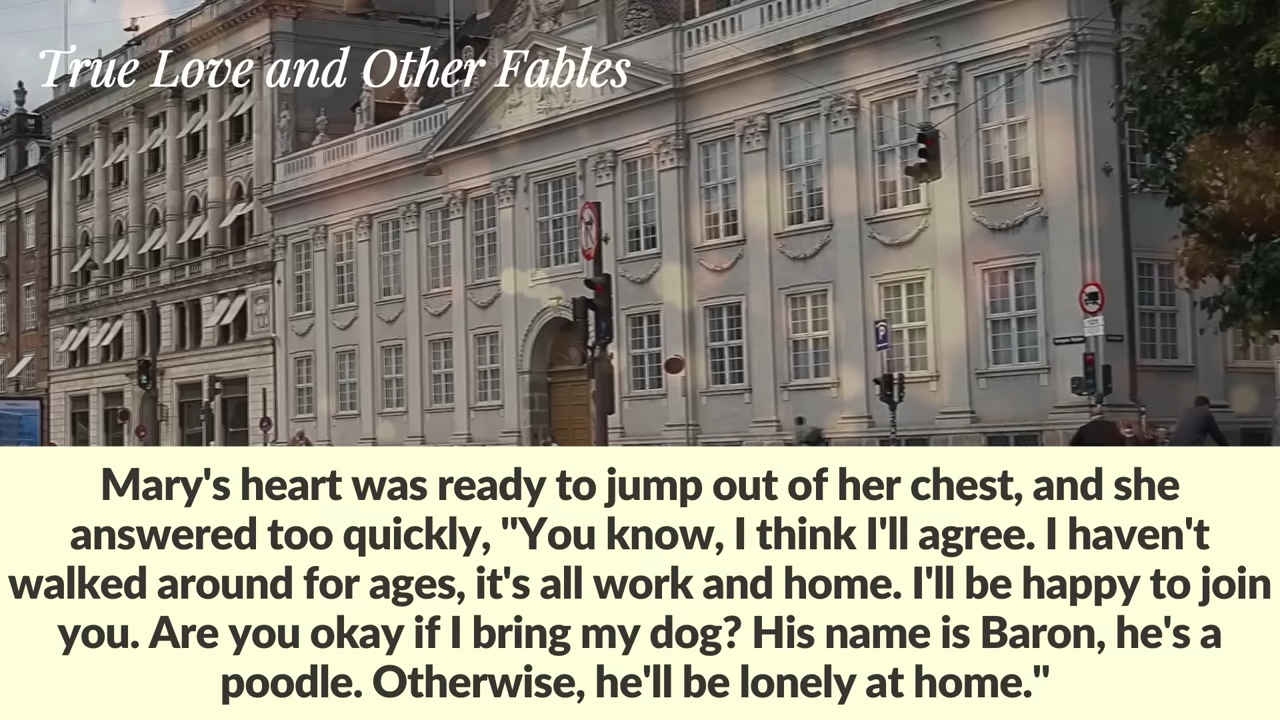 True Love and Other Fables
Mary's heart was ready to jump out of her chest, and she
answered too quickly, "You know, I think I'll agree. I haven't
walked around for ages, it's all work and home. I'll be happy to join
you. Are you okay if I bring my dog? His name is Baron, he's a
poodle. Otherwise, he'll be lonely at home."